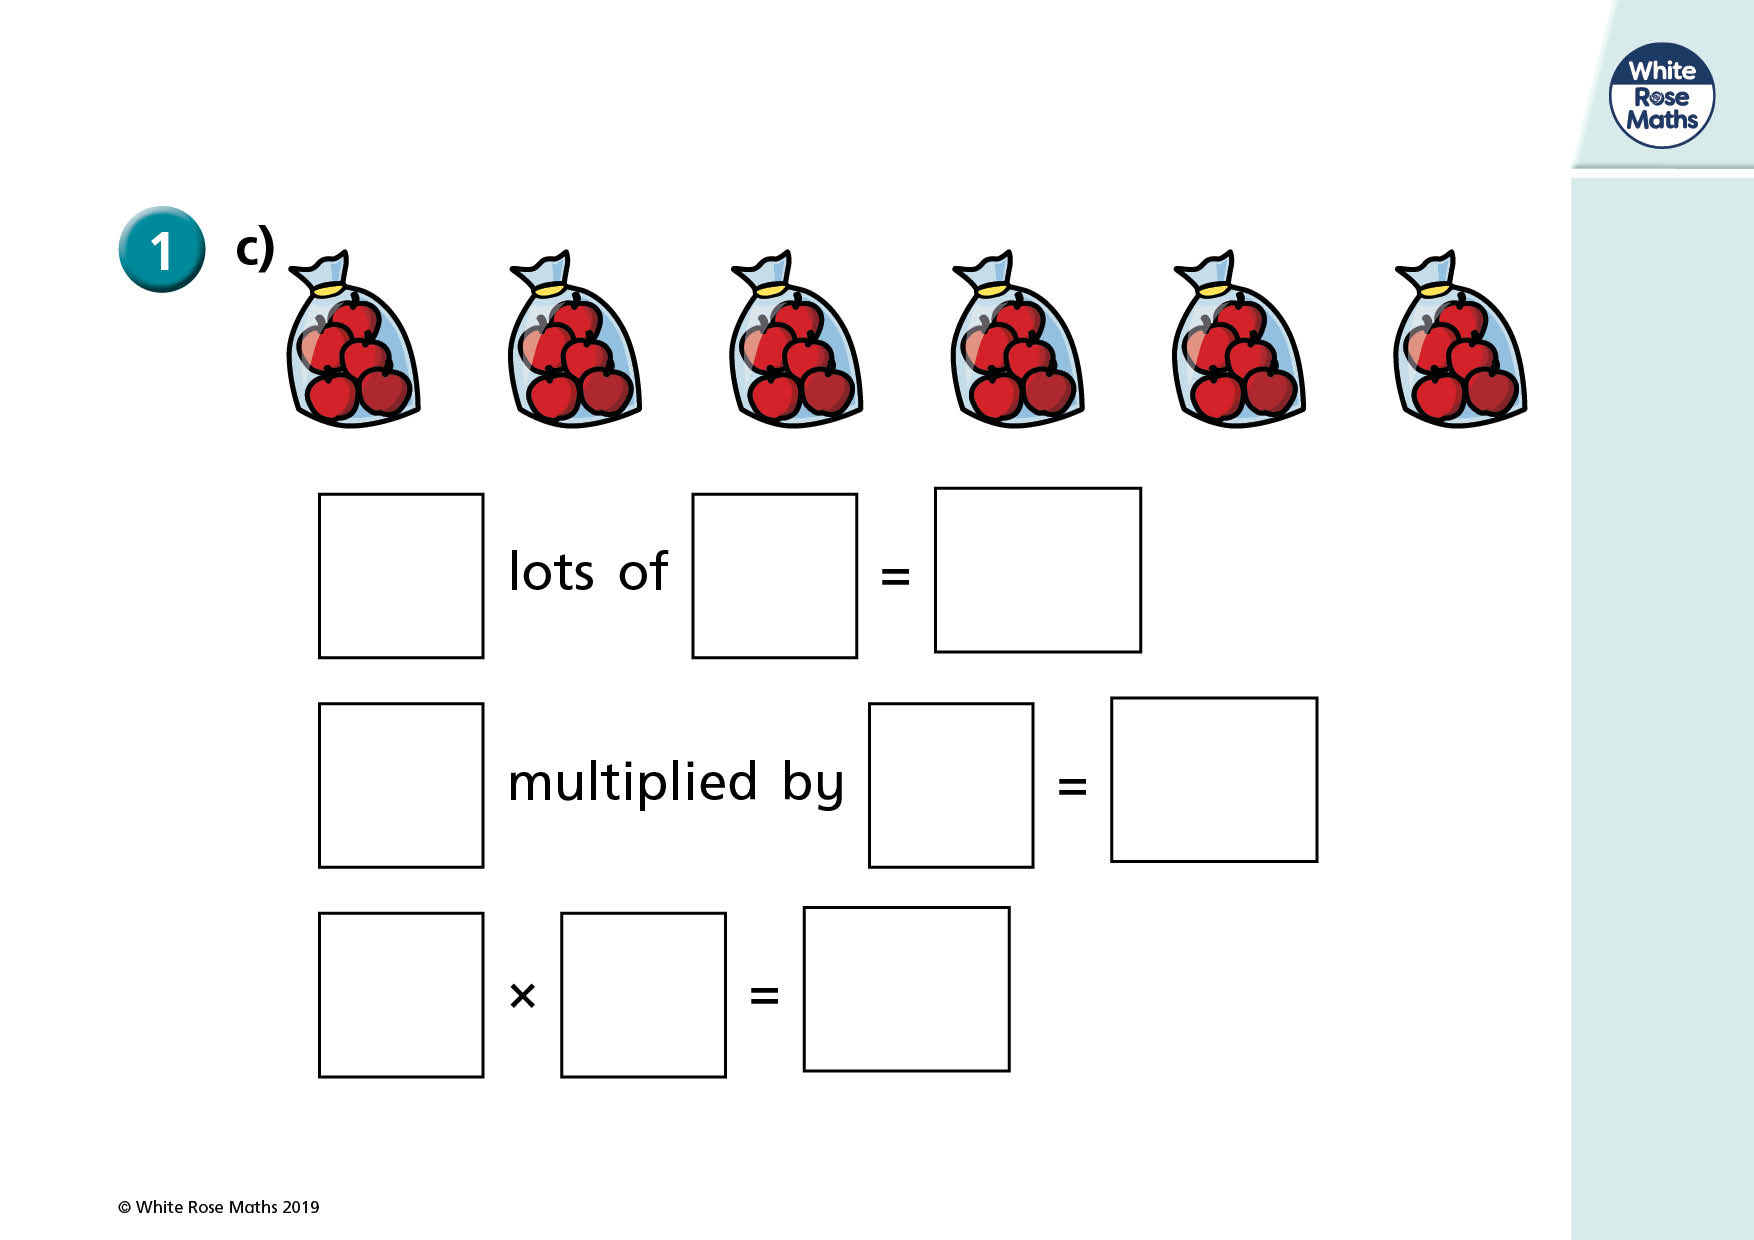 White
Rose
Maths
1 c)
lots of =
multiplied by =
× =
© White Rose Maths 2019